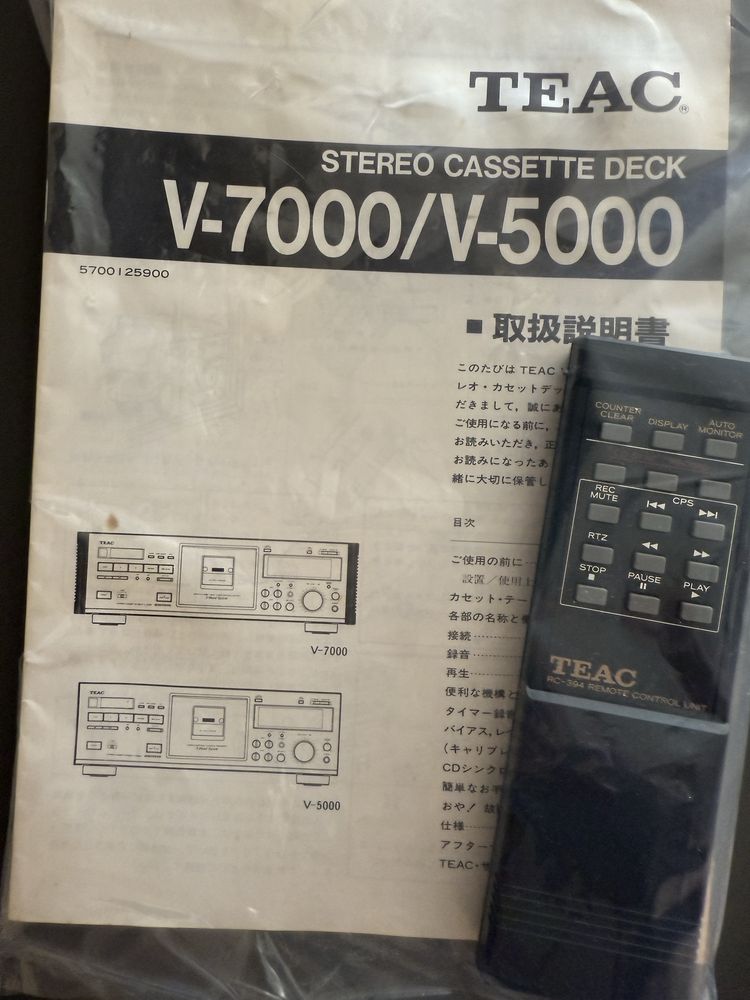 TEAC®
STEREO CASSETTE DECK
V-7000/V-5000
5700125900
■ 取扱説明書
このたびは TEAC
レオ・カセットデッ
だきまして，誠にあ
ご使用になる前に，
お読みいただき，正
お読みになったあ
緒に大切に保管し
目次
ご使用の前に
設置／使用上
カセット・テー
各部の名称と
接続
録音
再生
便利な機構と
タイマー録音
バイアス，レ
（キャリブレ
CDシンクロ
簡単なお手
おや！故
仕様
アフター
TEAC・サ
TEAC
V-7000
TEAC
V-5000
COUNTER CLEAR
DISPLAY
AUTO MONITOR
REC MUTE
CPS
RTZ
STOP
PAUSE
PLAY
TEAC
RC-394 REMOTE CONTROL UNIT